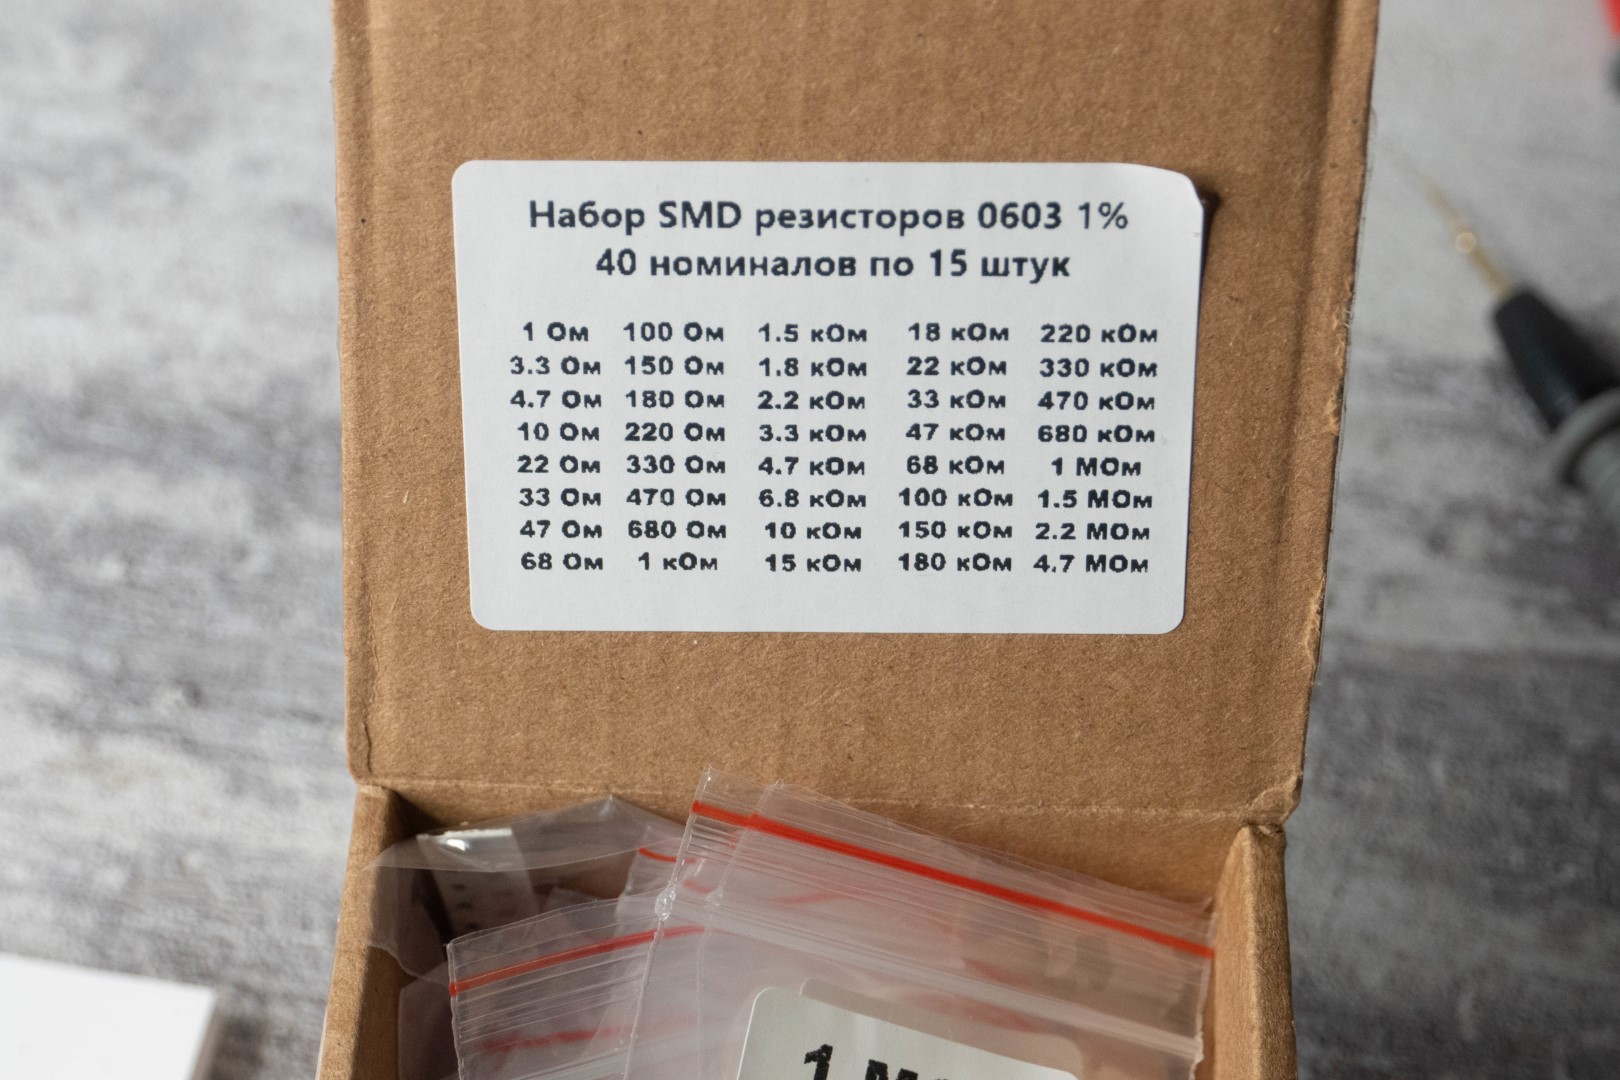 Набор SMD резисторов 0603 1%
40 номиналов по 15 штук
1 Ом 100 Ом 1.5 кОм 18 кОм 220 кОм
3.3 Ом 150 Ом 1.8 кОм 22 кОм 330 кОм
4.7 Ом 180 Ом 2.2 кОм 33 кОм 470 кОм
10 Ом 220 Ом 3.3 кОм 47 кОм 680 кОм
22 Ом 330 Ом 4.7 кОм 68 кОм 1 МОм
33 Ом 470 Ом 6.8 кОм 100 кОм 1.5 МОм
47 Ом 680 Ом 10 кОм 150 кОм 2.2 МОм
68 Ом 1 кОм 15 кОм 180 кОм 4.7 МОм
1